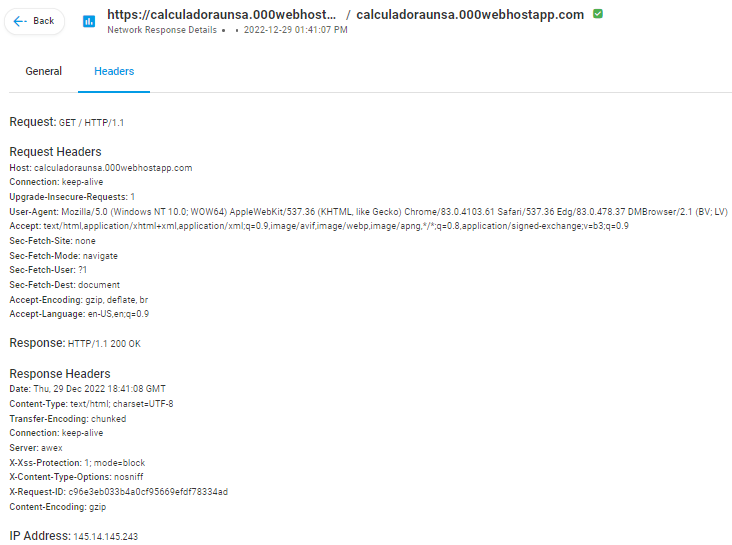 Back
https://calculadoraunsa.000webhost... / calculadoraunsa.000webhostapp.com
Network Response Details • • 2022-12-29 01:41:07 PM
General Headers
Request: GET / HTTP/1.1
Request Headers
Host: calculadoraunsa.000webhostapp.com
Connection: keep-alive
Upgrade-Insecure-Requests: 1
User-Agent: Mozilla/5.0 (Windows NT 10.0; WOW64) AppleWebKit/537.36 (KHTML, like Gecko) Chrome/83.0.4103.61 Safari/537.36 Edg/83.0.478.37 DMBrowser/2.1 (BV; LV)
Accept: text/html,application/xhtml+xml,application/xml;q=0.9,image/avif,image/webp,image/apng,*/*;q=0.8,application/signed-exchange;v=b3;q=0.9
Sec-Fetch-Site: none
Sec-Fetch-Mode: navigate
Sec-Fetch-User: ?1
Sec-Fetch-Dest: document
Accept-Encoding: gzip, deflate, br
Accept-Language: en-US,en;q=0.9
Response: HTTP/1.1 200 OK
Response Headers
Date: Thu, 29 Dec 2022 18:41:08 GMT
Content-Type: text/html; charset=UTF-8
Transfer-Encoding: chunked
Connection: keep-alive
Server: awex
X-Xss-Protection: 1; mode=block
X-Content-Type-Options: nosniff
X-Request-ID: c96e3eb033b4a0cf95669efdf78334ad
Content-Encoding: gzip
IP Address: 145.14.145.243